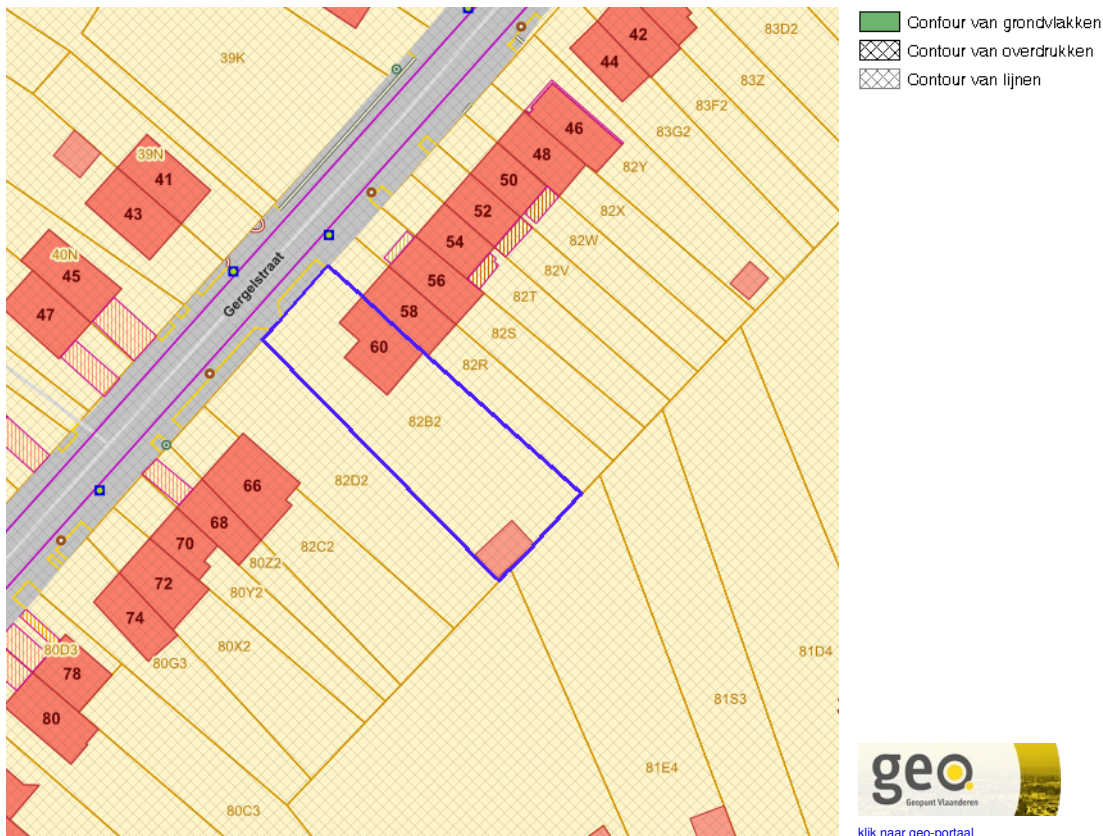 Contour van grondvlakken
Contour van overdrukken
Contour van lijnen
42
44
83D2
83Z
83F2
83G2
39K
46
48
82Y
50
82X
52
82W
54
82V
56
82T
58
82S
60
82R
39N
41
43
40N
45
47
Gergelstraat
82B2
82D2
66
68
82C2
70
80Z2
72
80Y2
74
80X2
80D3
80G3
78
80
81D4
81S3
81E4
80C3
geo.
Geopunt Vlaanderen
klik naar geo-portaal